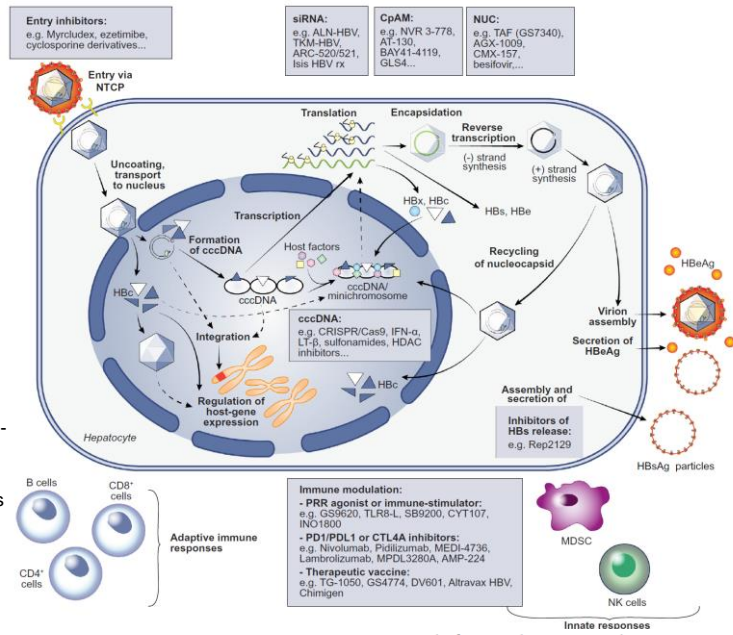 Entry inhibitors:
e.g. Myrcludex, ezetimibe,
cyclosporine derivatives...
siRNA:
e.g. ALN-HBV,
TKM-HBV,
ARC-520/521,
Isis HBV rx
CpAM:
e.g. NVR 3-778,
AT-130,
BAY41-4119,
GLS4...
NUC:
e.g. TAF (GS7340),
AGX-1009,
CMX-157,
besifovir,...
Entry via
NTCP
Uncoating,
transport
to nucleus
Translation
Encapsidation
Reverse
transcription
(-) strand
synthesis
(+) strand
synthesis
HBx, HBc
HBs, HBe
Transcription
Formation
of cccDNA
Host factors
cccDNA
cccDNA/
minichromosome
Recycling of
nucleocapsid
HBeAg
HBc
Integration
cccDNA:
e.g. CRISPR/Cas9, IFN-α,
LT-β, sulfonamides, HDAC
inhibitors...
Virion
assembly
Secretion of
HBeAg
Regulation of
host-gene
expression
HBc
Assembly and
secretion of
Inhibitors of
HBs release:
e.g. Rep2129
HBsAg particles
-
Hepatocyte
s
B cells
CD8+
cells
CD4+
cells
Adaptive immune
responses
Immune modulation:
- PRR agonist or immune-stimulator:
e.g. GS9620, TLR8-L, SB9200, CYT107,
INO1800
- PD1/PDL1 or CTL4A inhibitors:
e.g. Nivolumab, Pidilizumab, MEDI-4736,
Lambrolizumab, MPDL3280A, AMP-224
- Therapeutic vaccine:
e.g. TG-1050, GS4774, DV601, Altravax HBV,
Chimigen
MDSC
NK cells
Innate responses